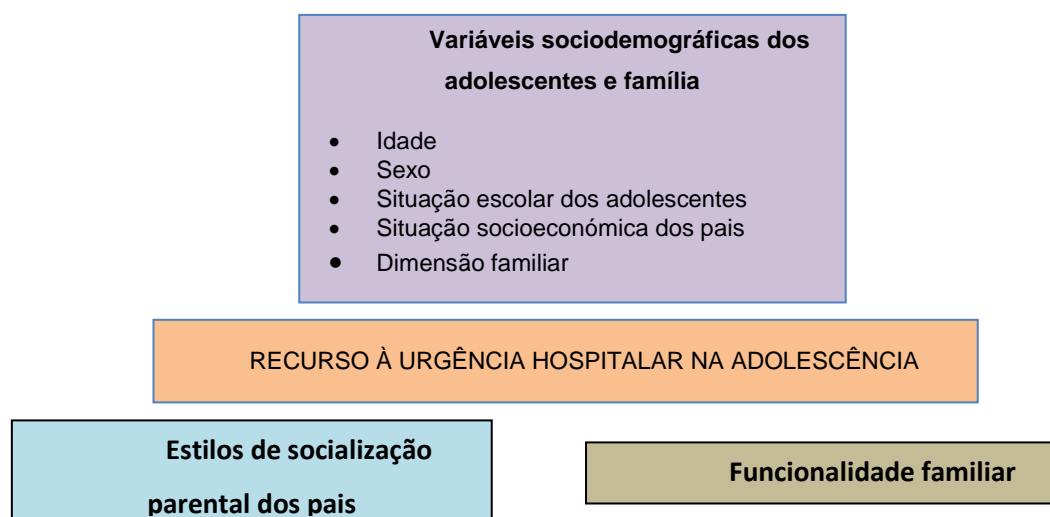 Variáveis sociodemográficas dos
adolescentes e família
• Idade
• Sexo
• Situação escolar dos adolescentes
• Situação socioeconómica dos pais
• Dimensão familiar
RECURSO À URGÊNCIA HOSPITALAR NA ADOLESCÊNCIA
Estilos de socialização
parental dos pais
Funcionalidade familiar